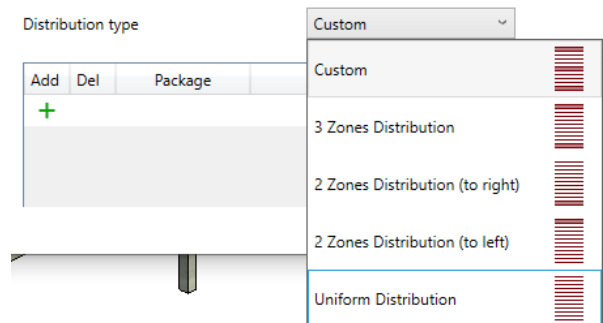 Distribution type
Custom
Add Del Package
Custom
3 Zones Distribution
2 Zones Distribution (to right)
2 Zones Distribution (to left)
Uniform Distribution